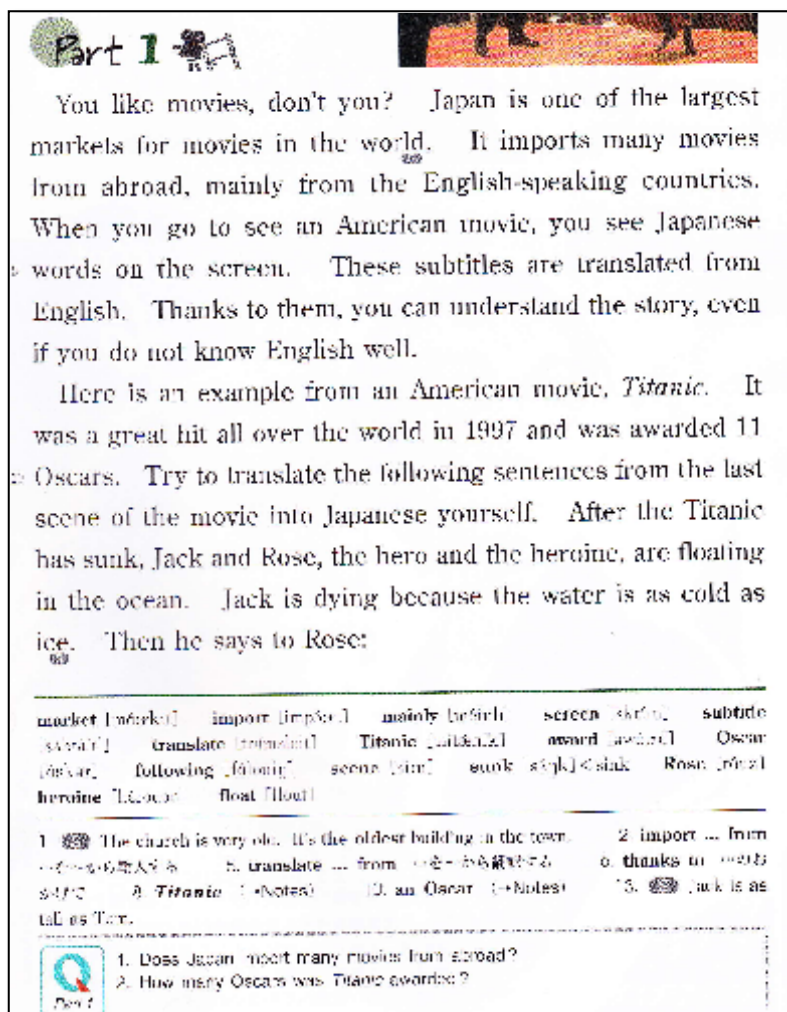 Part 1
You like movies, don't you? Japan is one of the largest
markets for movies in the world. It imports many movies
from abroad, mainly from the English-speaking countries.
When you go to see an American movie, you see Japanese
words on the screen. These subtitles are translated from
English. Thanks to them, you can understand the story, even
if you do not know English well.
Here is an example from an American movie, Titanic. It
was a great hit all over the world in 1997 and was awarded 11
Oscars. Try to translate the following sentences from the last
scene of the movie into Japanese yourself. After the Titanic
has sunk, Jack and Rose, the hero and the heroine, are floating
in the ocean. Jack is dying because the water is as cold as
ice. Then he says to Rose:
market import mainly screen subtitle
translate Titanic award Oscar
following scene sunk < sink Rose
heroine float
1 The church is very old. It's the oldest building in the town. 2 import ... from
5. translate ... from 6. thanks to
8. Titanic (→Notes) an Oscar (→Notes) Jack is as
tall as Tom.
Q 1. Does Japan import many movies from abroad?
2. How many Oscars was Titanic awarded?
Part 1